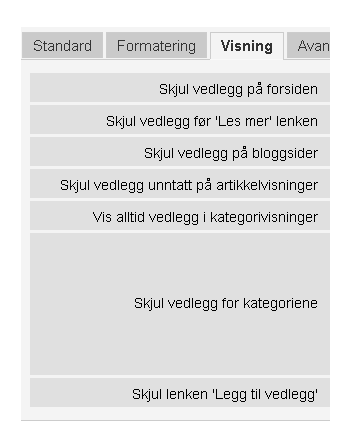 Standard Formatering Visning Avan
Skjul vedlegg på forsiden
Skjul vedlegg før 'Les mer' lenken
Skjul vedlegg på bloggsider
Skjul vedlegg unntatt på artikkelvisninger
Vis alltid vedlegg i kategorivisninger
Skjul vedlegg for kategoriene
Skjul lenken 'Legg til vedlegg'